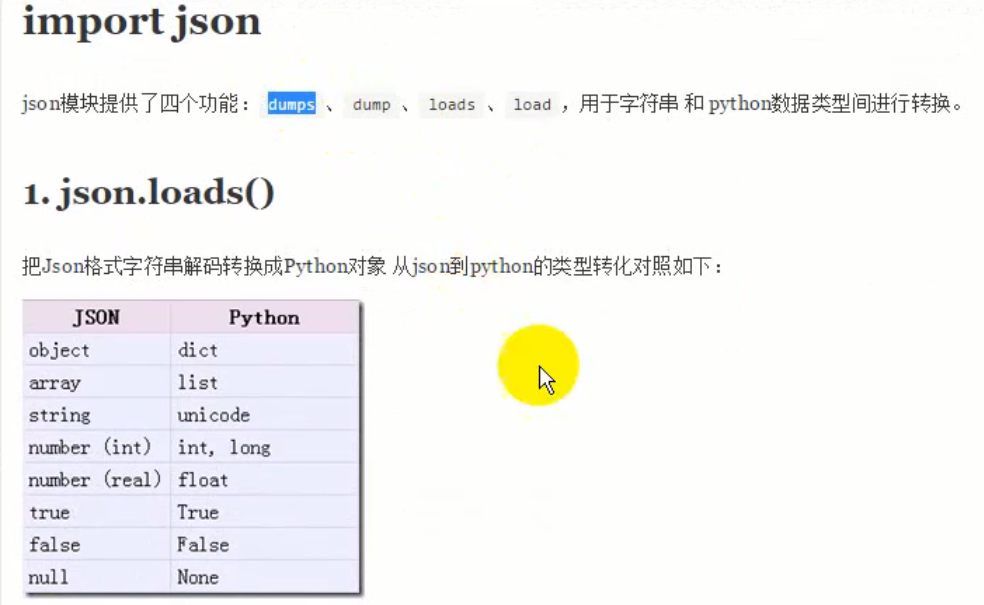 import json
json模块提供了四个功能： dumps 、 dump 、 loads 、 load ，用于字符串 和 python数据类型间进行转换。
1. json.loads()
把Json格式字符串解码转换成Python对象 从json到python的类型转化对照如下：
JSON Python
object dict
array list
string unicode
number (int) int, long
number (real) float
true True
false False
null None